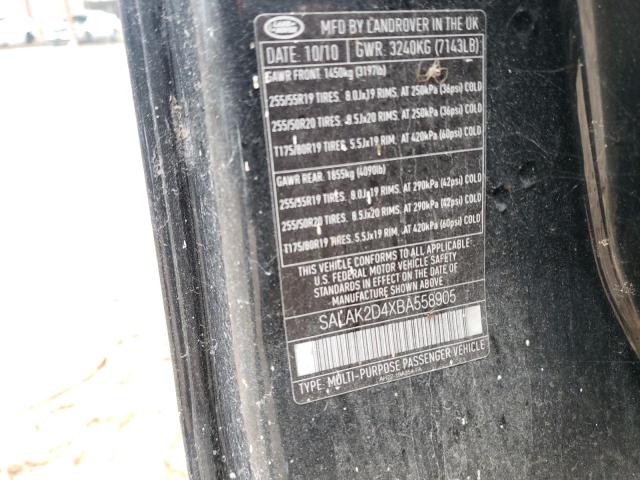 LAND ROVER
MFD BY LANDROVER IN THE UK
DATE: 10/10 GWR: 3240KG (7143LB)
GAWR FRONT: 1450kg (3197lb)
255/55R19 TIRES. 8.0Jx19 RIMS. AT 250kPa (36psi) COLD
255/50R20 TIRES. 8.5Jx20 RIMS. AT 250kPa (36psi) COLD
T175/80R19 TIRES. 5.5Jx19 RIM. AT 420kPa (60psi) COLD
GAWR REAR: 1855kg (4090lb)
255/55R19 TIRES. 8.0Jx19 RIMS. AT 290kPa (42psi) COLD
255/50R20 TIRES. 8.5Jx20 RIMS. AT 290kPa (42psi) COLD
T175/80R19 TIRES. 5.5Jx19 RIM. AT 420kPa (60psi) COLD
THIS VEHICLE CONFORMS TO ALL APPLICABLE
U.S. FEDERAL MOTOR VEHICLE SAFETY
STANDARDS IN EFFECT ON THE DATE OF
MANUFACTURE SHOWN ABOVE
SALAK2D4XBA558905
TYPE: MULTI-PURPOSE PASSENGER VEHICLE